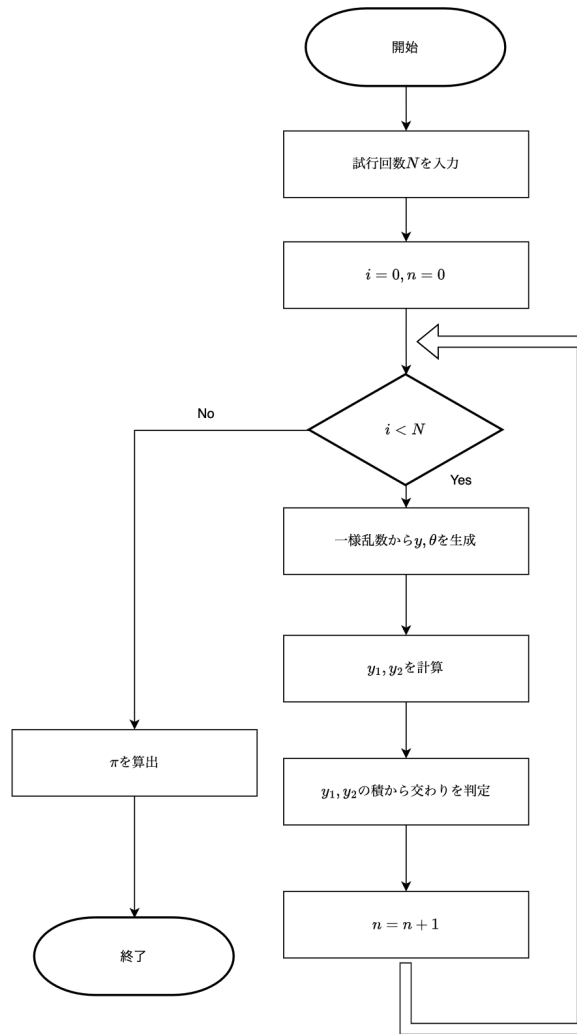 開始
試行回数Nを入力
i = 0, n = 0
i < N
No
Yes
一様乱数からy, θを生成
y₁, y₂を計算
πを算出
y₁, y₂の積から交わりを判定
n = n + 1
終了